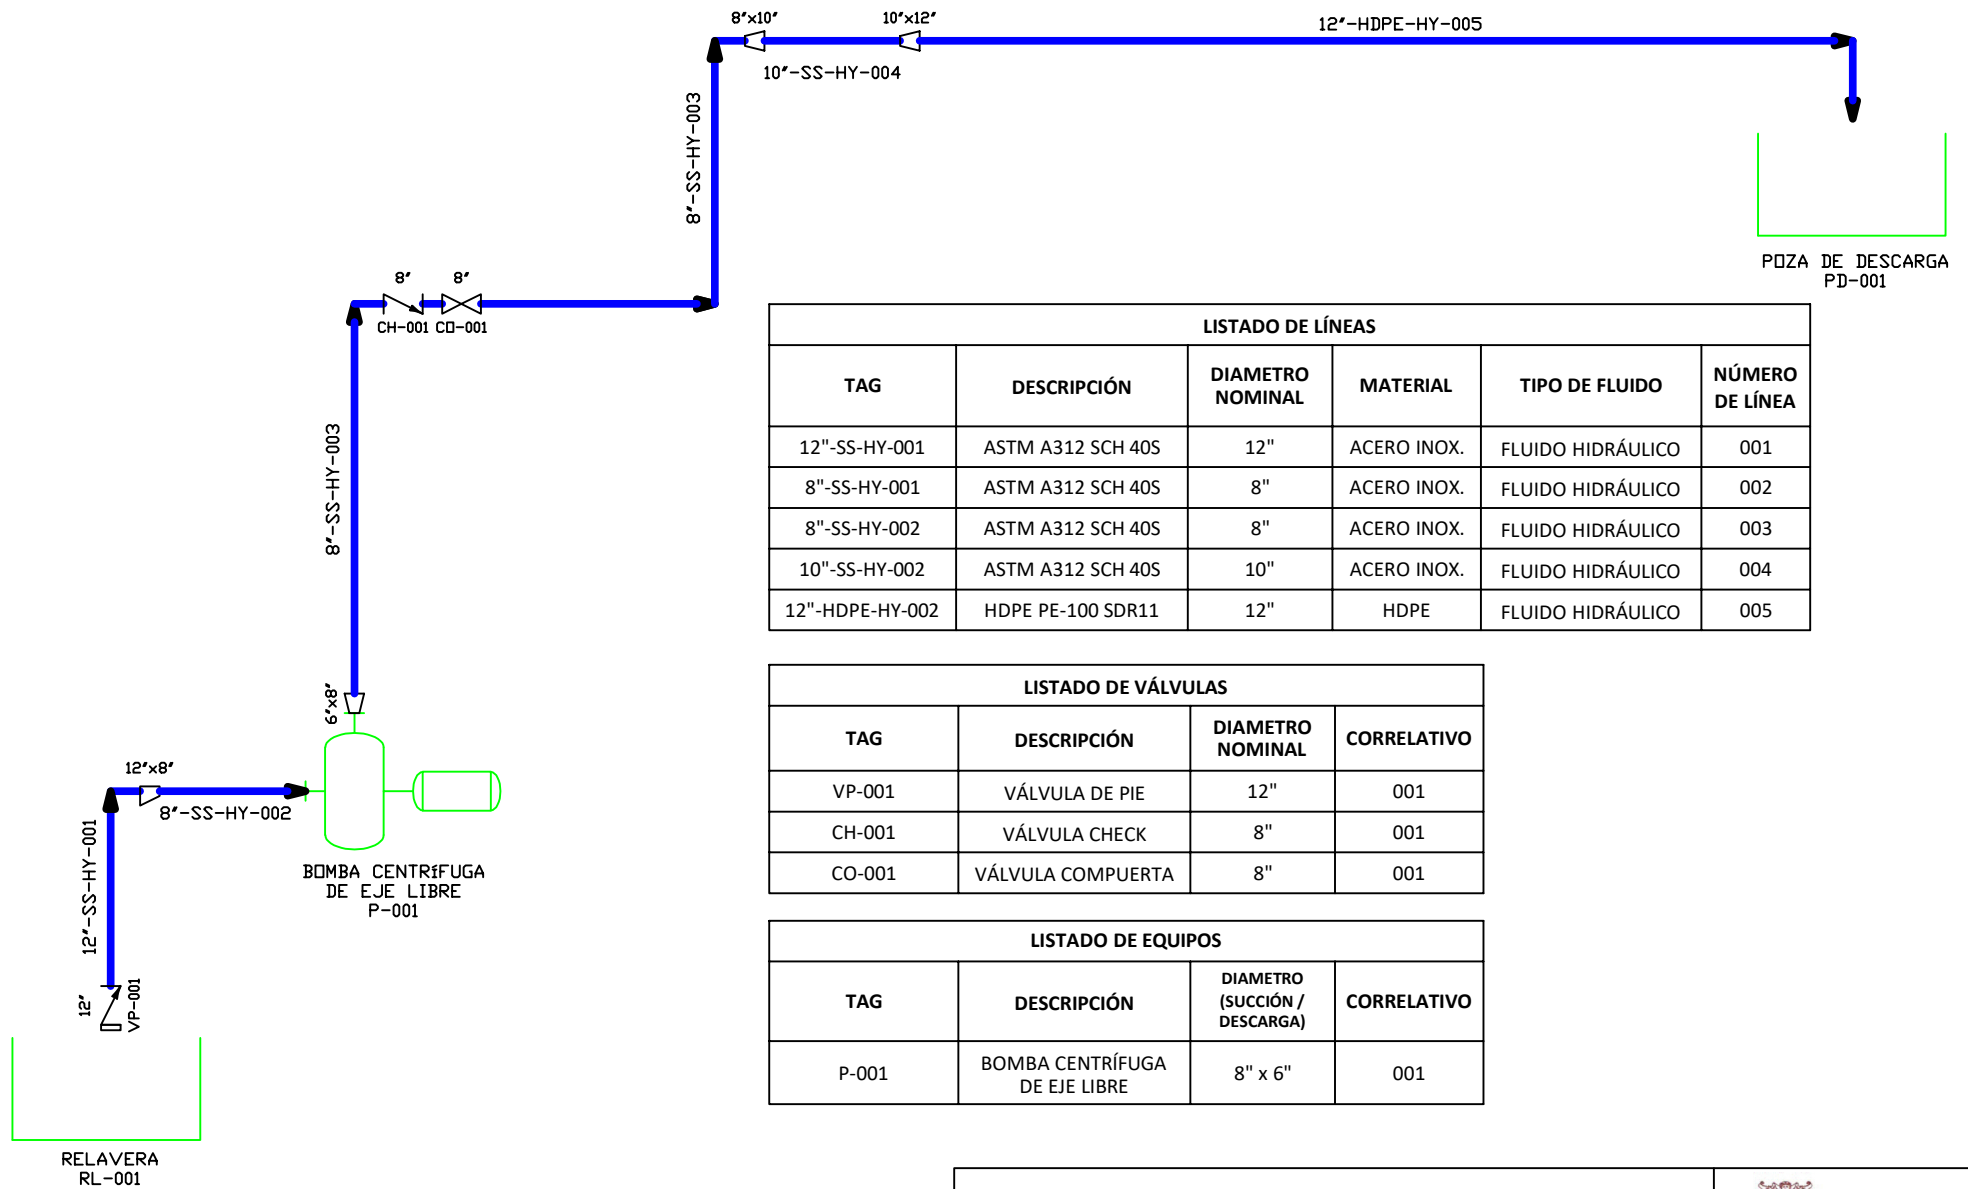 8"x10"
10"x12"
12"-HDPE-HY-005
10"-SS-HY-004
8"-SS-HY-003
POZA DE DESCARGA
PD-001
8"
8"
CH-001
CO-001
8"-SS-HY-003
6"x8"
12"x8"
8"-SS-HY-002
12"-SS-HY-001
BOMBA CENTRíFUGA
DE EJE LIBRE
P-001
12"
VP-001
RELAVERA
RL-001
LISTADO DE LÍNEAS
TAG DESCRIPCIÓN DIAMETRO NOMINAL MATERIAL TIPO DE FLUIDO NÚMERO DE LÍNEA
12"-SS-HY-001 ASTM A312 SCH 40S 12" ACERO INOX. FLUIDO HIDRÁULICO 001
8"-SS-HY-001 ASTM A312 SCH 40S 8" ACERO INOX. FLUIDO HIDRÁULICO 002
8"-SS-HY-002 ASTM A312 SCH 40S 8" ACERO INOX. FLUIDO HIDRÁULICO 003
10"-SS-HY-002 ASTM A312 SCH 40S 10" ACERO INOX. FLUIDO HIDRÁULICO 004
12"-HDPE-HY-002 HDPE PE-100 SDR11 12" HDPE FLUIDO HIDRÁULICO 005
LISTADO DE VÁLVULAS
TAG DESCRIPCIÓN DIAMETRO NOMINAL CORRELATIVO
VP-001 VÁLVULA DE PIE 12" 001
CH-001 VÁLVULA CHECK 8" 001
CO-001 VÁLVULA COMPUERTA 8" 001
LISTADO DE EQUIPOS
TAG DESCRIPCIÓN DIAMETRO (SUCCIÓN / DESCARGA) CORRELATIVO
P-001 BOMBA CENTRÍFUGA DE EJE LIBRE 8" x 6" 001